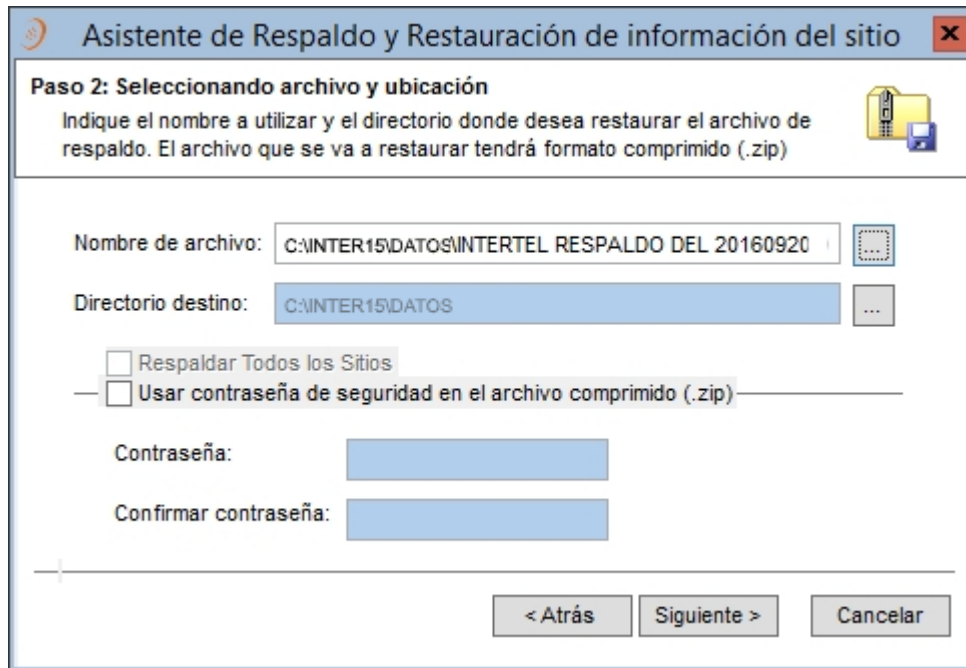 Asistente de Respaldo y Restauración de información del sitio
Paso 2: Seleccionando archivo y ubicación
Indique el nombre a utilizar y el directorio donde desea restaurar el archivo de
respaldo. El archivo que se va a restaurar tendrá formato comprimido (.zip)
Nombre de archivo: C:\INTER15\DATOS\INTERTEL RESPALDO DEL 20160920 ...
Directorio destino: C:\INTER15\DATOS ...
Respaldar Todos los Sitios
Usar contraseña de seguridad en el archivo comprimido (.zip)
Contraseña:
Confirmar contraseña:
< Atrás Siguiente > Cancelar